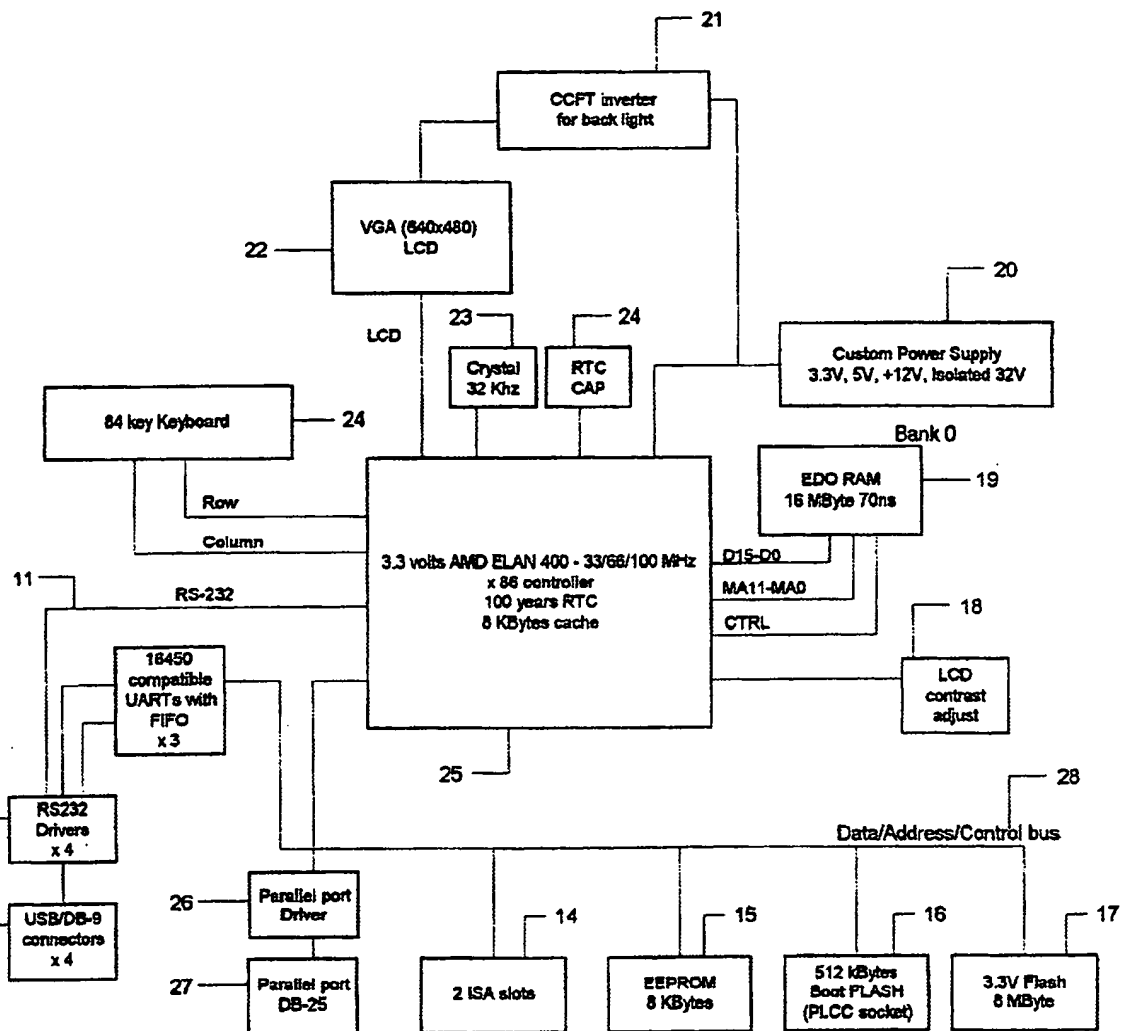 21
CCFT inverter
for back light
VGA (640x480)
LCD
22
20
Custom Power Supply
3.3V, 5V, +12V, Isolated 32V
LCD
23
Crystal
32 Khz
24
RTC
CAP
84 key Keyboard
24
Bank 0
EDO RAM
16 MByte 70ns
19
Row
Column
3.3 volts AMD ELAN 400 - 33/66/100 MHz
x 86 controller
100 years RTC
8 KBytes cache
D15-D0
MA11-MA0
CTRL
11
RS-232
18
LCD
contrast
adjust
16450
compatible
UARTs with
FIFO
x 3
25
28
Data/Address/Control bus
RS232
Drivers
x 4
USB/DB-9
connectors
x 4
26
Parallel port
Driver
27
Parallel port
DB-25
14
2 ISA slots
15
EEPROM
8 KBytes
16
512 kBytes
Boot FLASH
(PLCC socket)
17
3.3V Flash
8 MByte